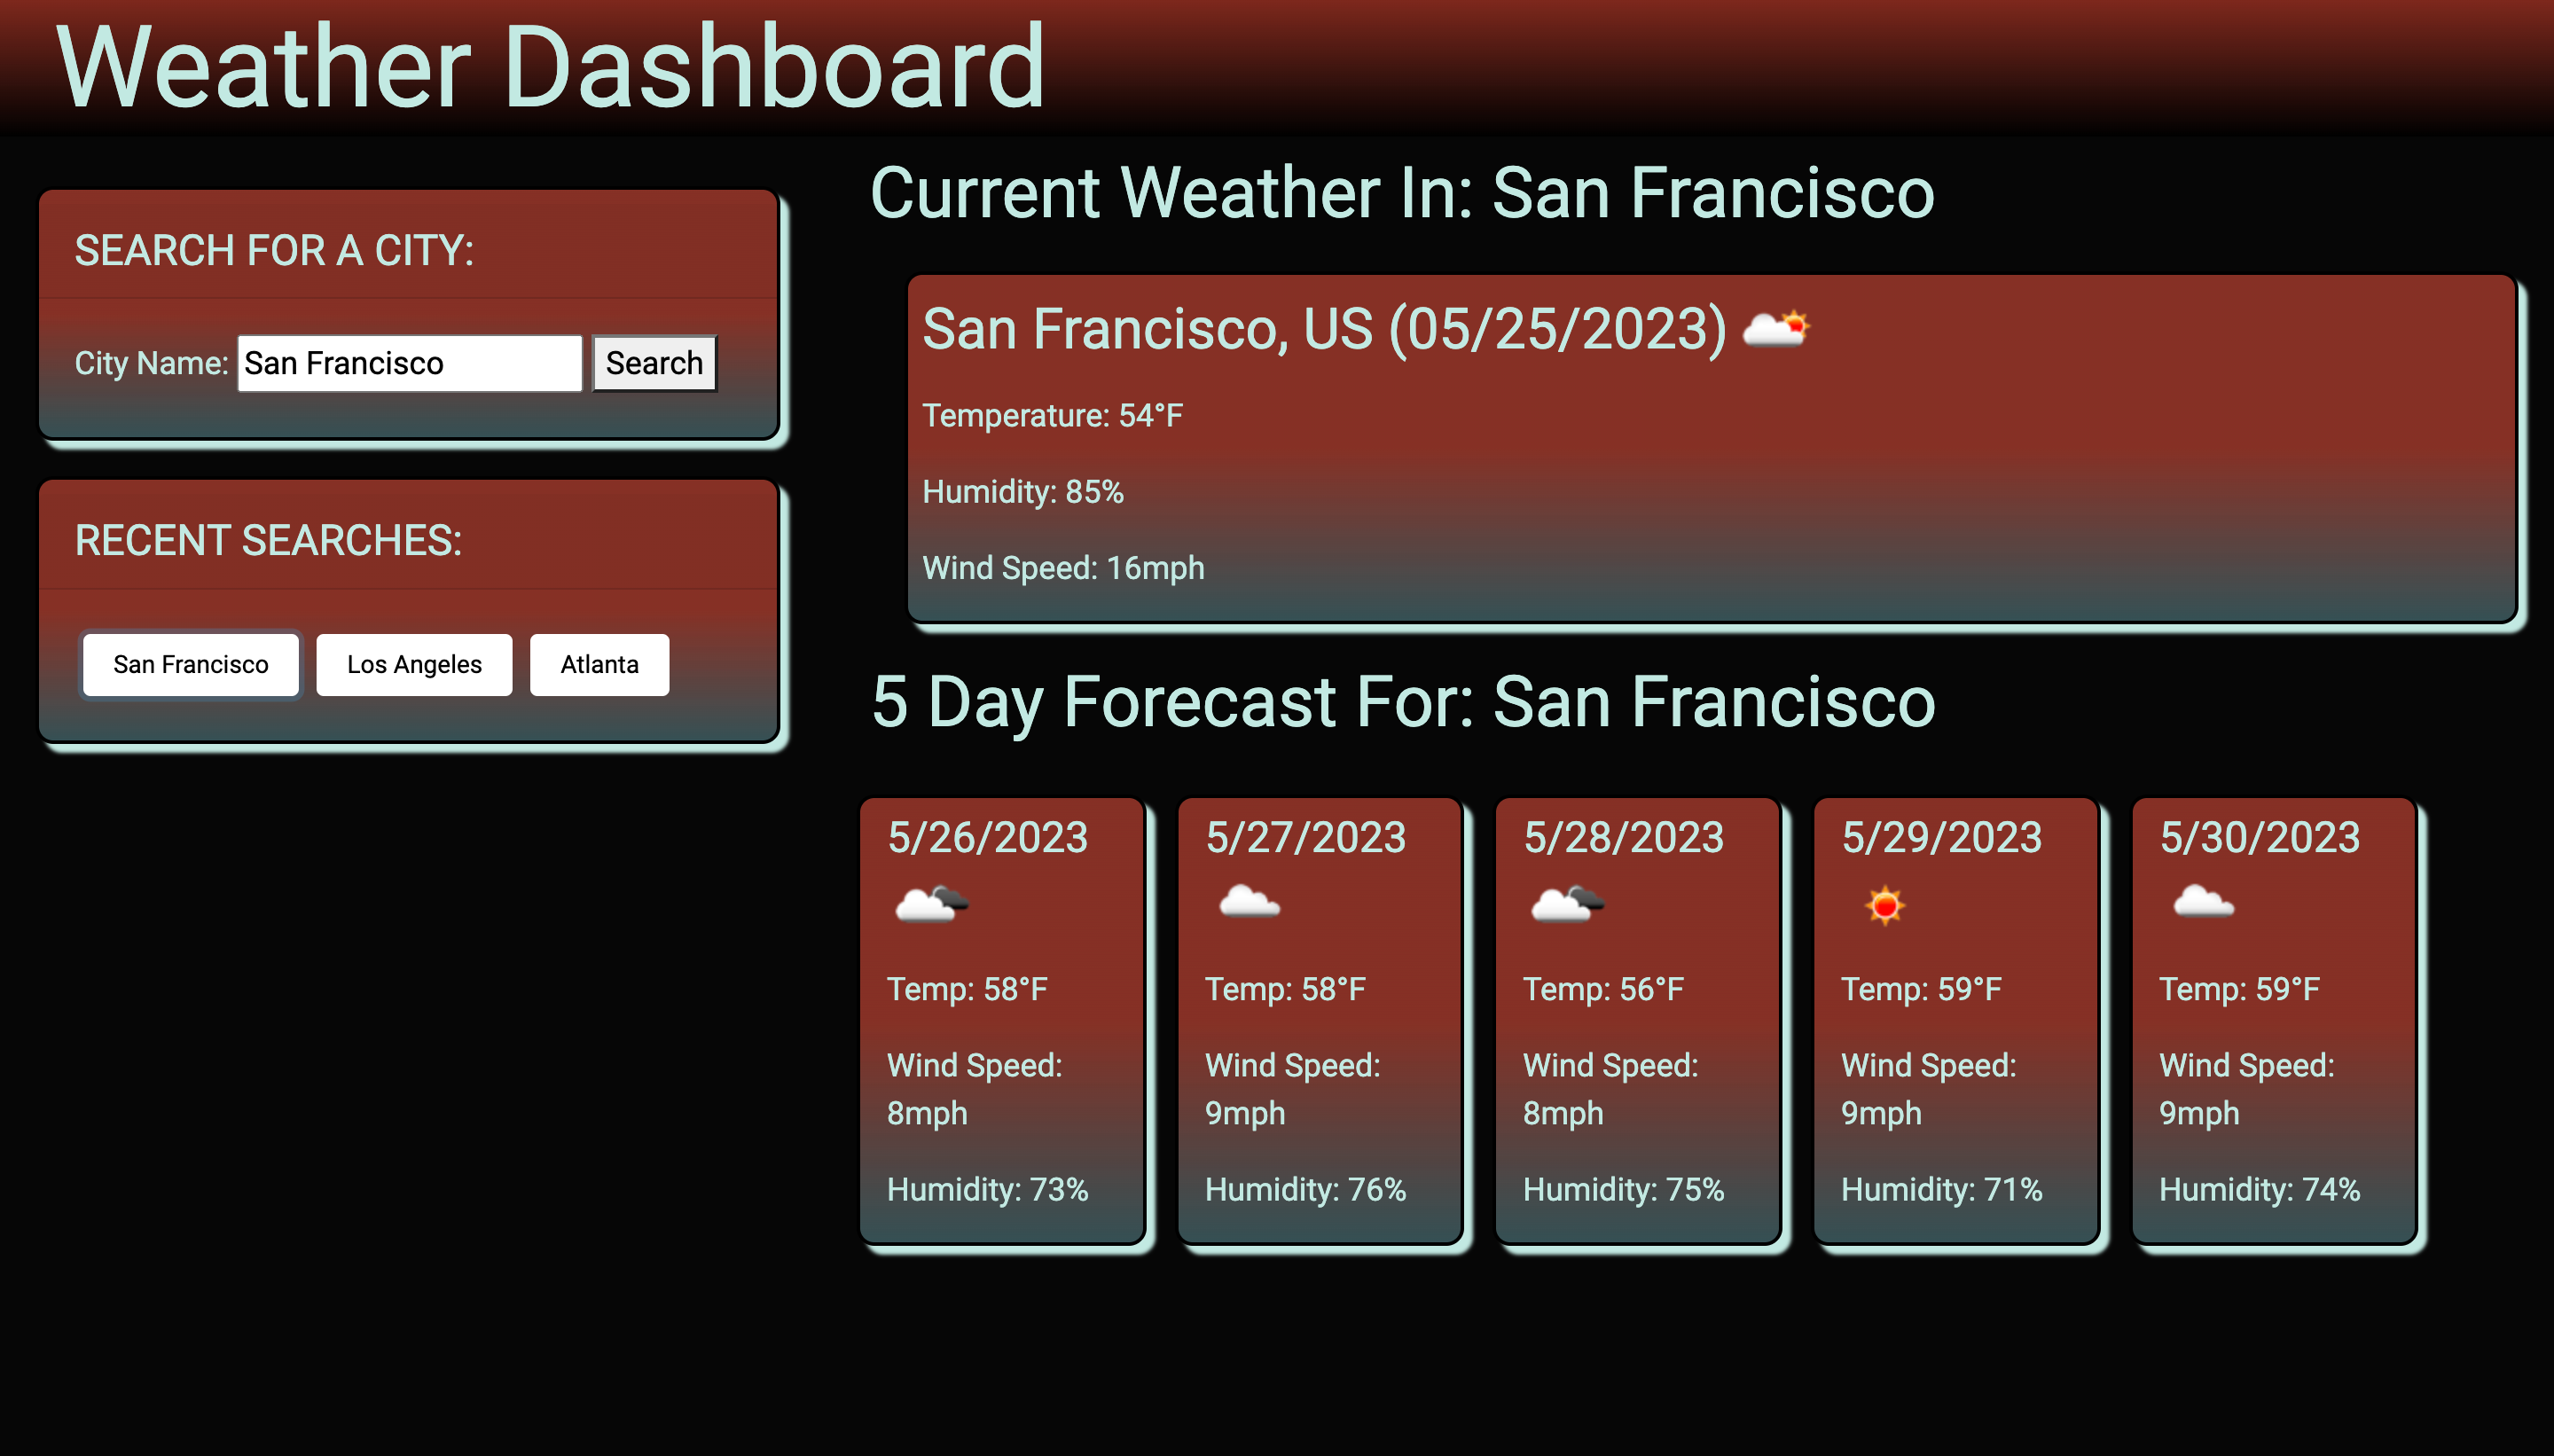 Weather Dashboard
SEARCH FOR A CITY:
City Name: San Francisco Search
RECENT SEARCHES:
San Francisco Los Angeles Atlanta
Current Weather In: San Francisco
San Francisco, US (05/25/2023)
Temperature: 54°F
Humidity: 85%
Wind Speed: 16mph
5 Day Forecast For: San Francisco
5/26/2023
Temp: 58°F
Wind Speed:
8mph
Humidity: 73%
5/27/2023
Temp: 58°F
Wind Speed:
9mph
Humidity: 76%
5/28/2023
Temp: 56°F
Wind Speed:
8mph
Humidity: 75%
5/29/2023
Temp: 59°F
Wind Speed:
9mph
Humidity: 71%
5/30/2023
Temp: 59°F
Wind Speed:
9mph
Humidity: 74%